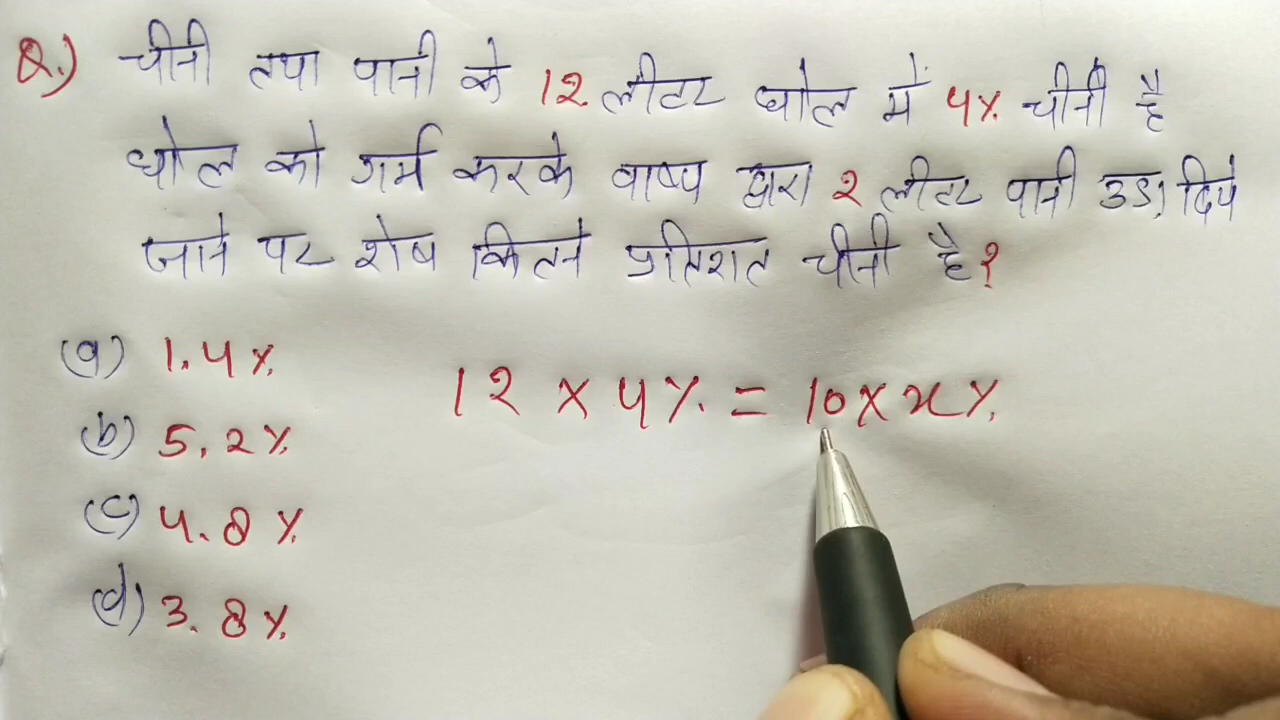 Q.) चीनी तथा पानी के 12 लीटर घोल में 4% चीनी है
घोल को गर्म करके वाष्प द्वारा 2 लीटर पानी उड़ा दिये
जाने पर शेष कितने प्रतिशत चीनी है?
(a) 1.4%
12 × 4% = 10 × x%
(b) 5.2%
(c) 4.8%
(d) 3.8%